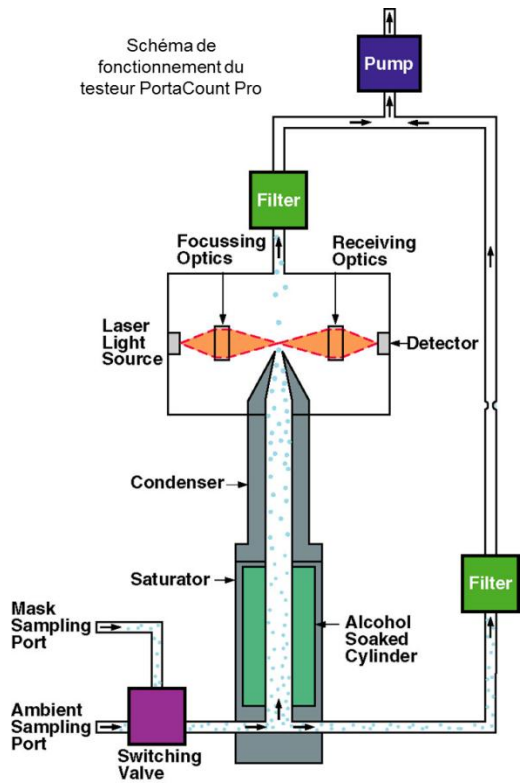 Schéma de
fonctionnement du
testeur PortaCount Pro
Pump
Filter
Focussing
Optics
Receiving
Optics
Laser
Light
Source
Detector
Condenser
Saturator
Filter
Mask
Sampling
Port
Alcohol
Soaked
Cylinder
Ambient
Sampling
Port
Switching
Valve